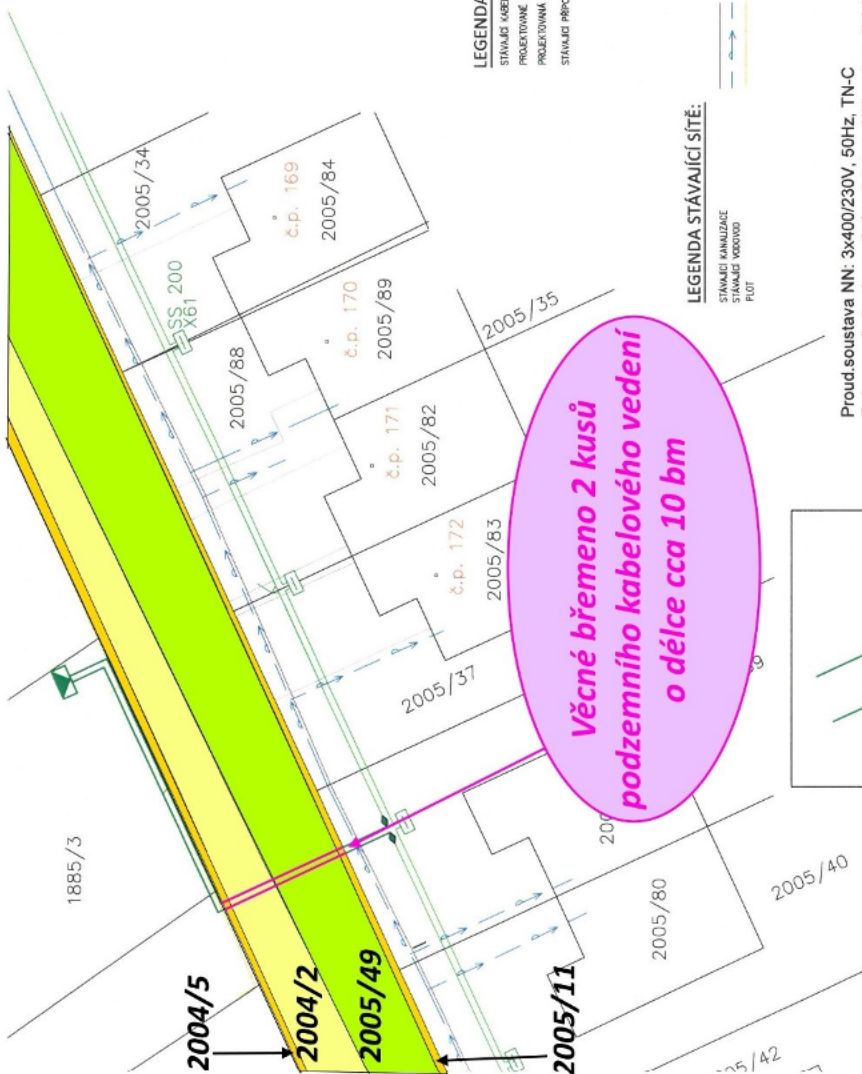 2004/5
2004/2
2005/49
2005/11
1885/3
2005/34
SS 200
X61
2005/88
č.p. 169
2005/84
č.p. 170
2005/89
č.p. 171
2005/82
č.p. 172
2005/83
2005/35
2005/37
2005/80
2005/40
Věcné břemeno 2 kusů
podzemního kabelového vedení
o délce cca 10 bm
LEGENDA
PROJEKTOVANÉ
PROJEKTOVANÁ
LEGENDA STÁVAJÍCÍ SÍTĚ:
STÁVAJÍCÍ KANALIZACE
STÁVAJÍCÍ VODOVOD
PLOT
Proud.soustava NN: 3x400/230V, 50Hz, TN-C